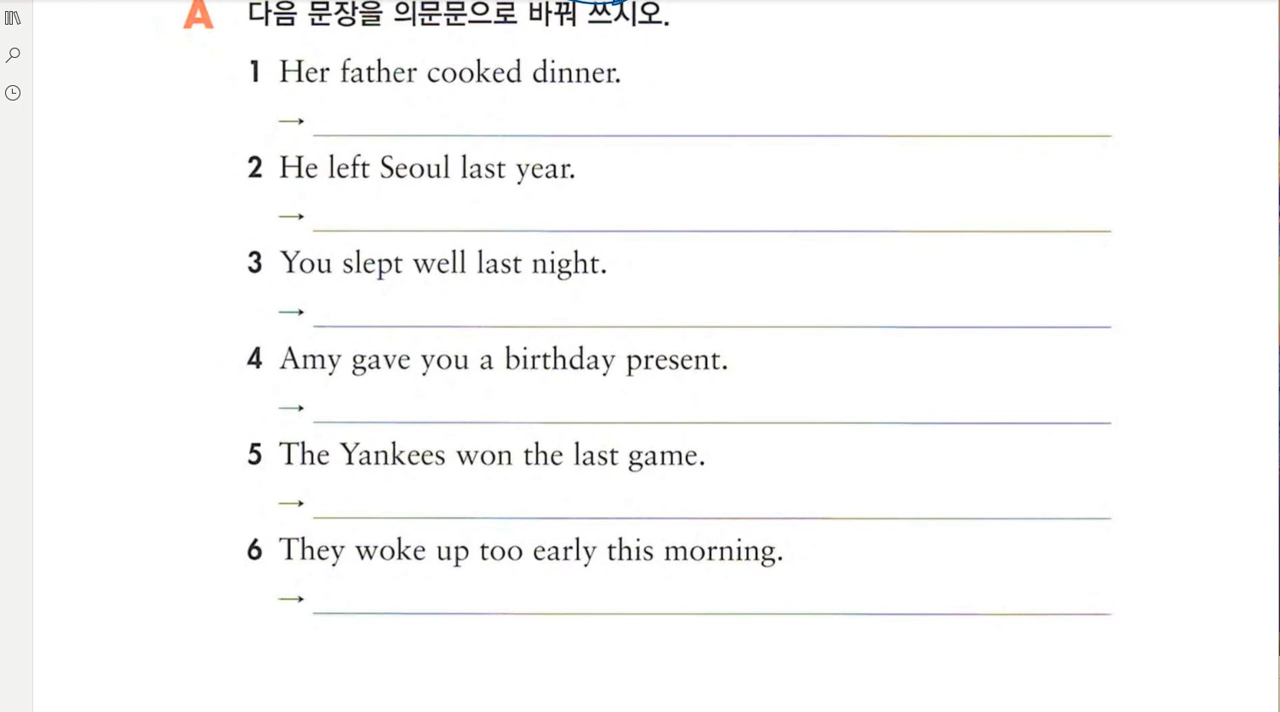 A 다음 문장을 의문문으로 바꿔 쓰시오.
1 Her father cooked dinner.
→
2 He left Seoul last year.
→
3 You slept well last night.
→
4 Amy gave you a birthday present.
→
5 The Yankees won the last game.
→
6 They woke up too early this morning.
→